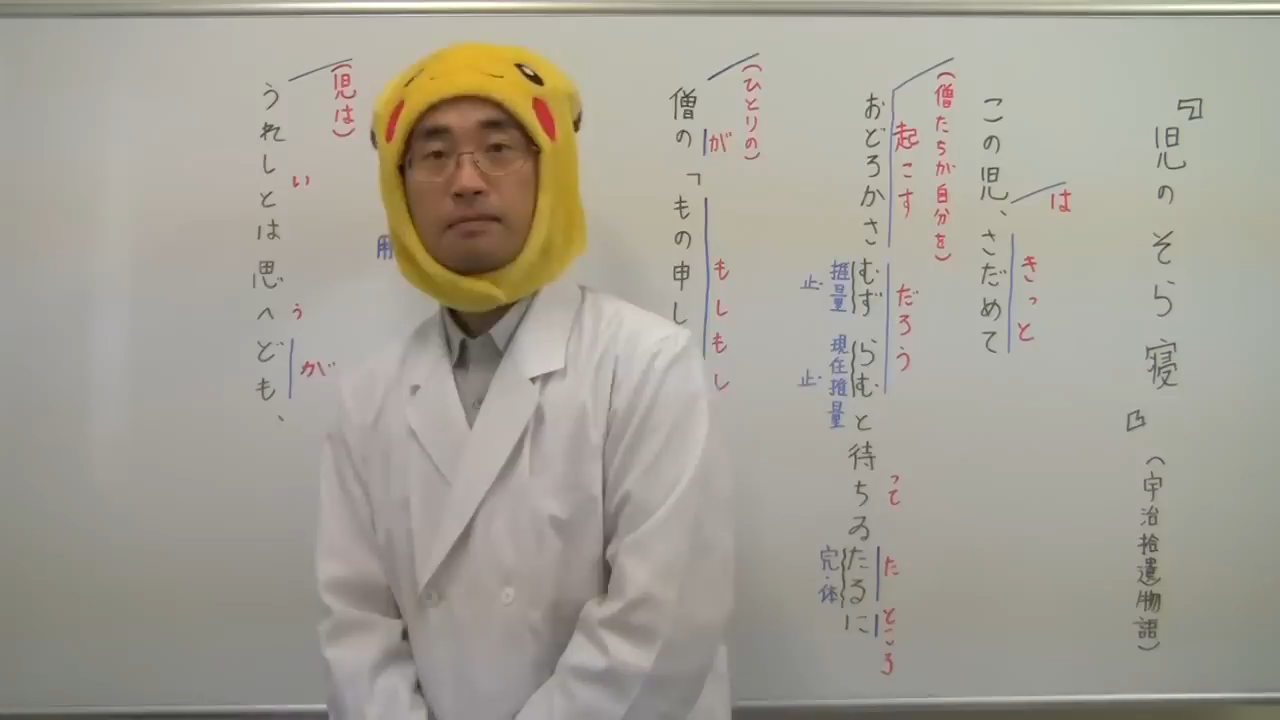 『児のそら寝』(宇治拾遺物語)
は
きっと
この児、さだめて
(僧たちが自分を)
起こす だろう って た ところ
おどろかさむず らむと待ちゐたるに
推量 現在推量 完・体
止・ 止・
(ひとりの)
が もしもし
僧の「もの申し
用
(児は)
い う が
うれしとは思へども、